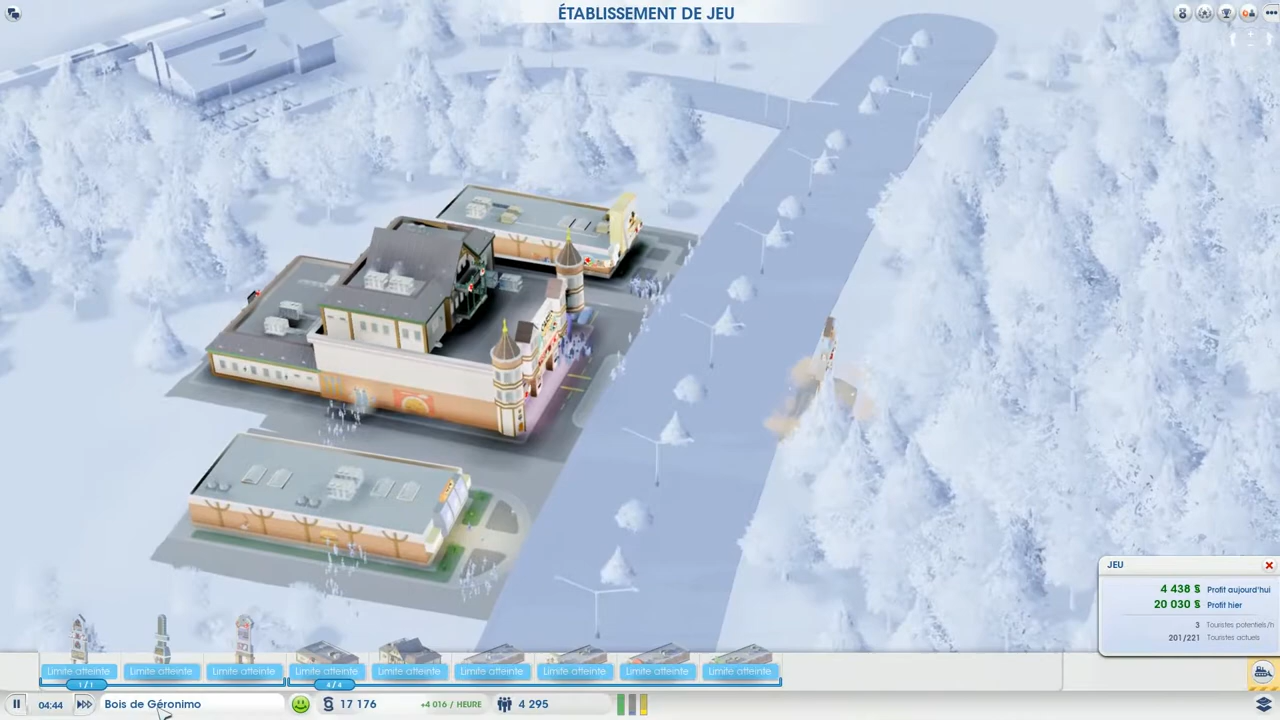 ÉTABLISSEMENT DE JEU
JEU
4 438 $ Profit aujourd'hui
20 030 $ Profit hier
3 Touristes potentiels/h
201/221 Touristes actuels
Limite atteinte Limite atteinte Limite atteinte Limite atteinte Limite atteinte Limite atteinte Limite atteinte Limite atteinte Limite atteinte
1 / 1 4 / 4
04:44 Bois de Géronimo 17 176 +4 016 / HEURE 4 295